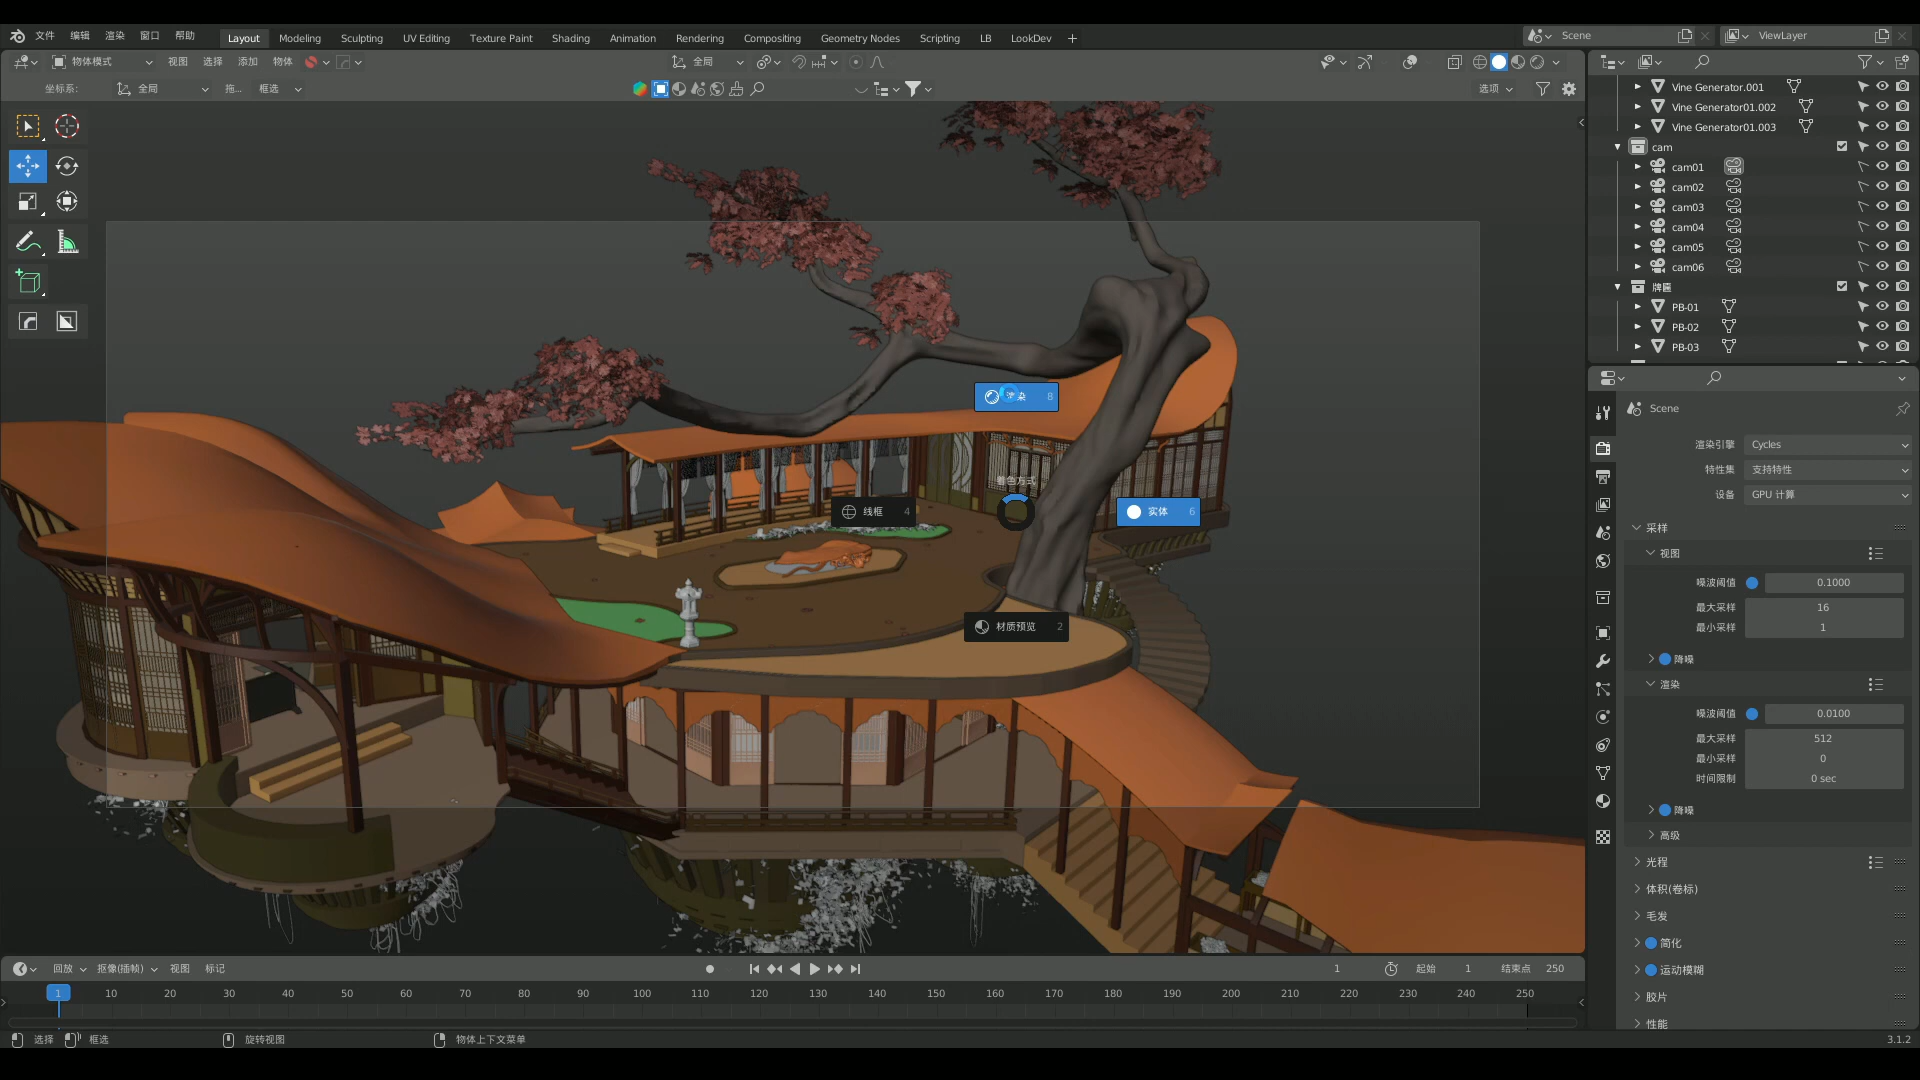 文件 编辑 渲染 窗口 帮助 Layout Modeling Sculpting UV Editing Texture Paint Shading Animation Rendering Compositing Geometry Nodes Scripting LB LookDev + Scene ViewLayer
物体模式 视图 选择 添加 物体 全局
坐标系: 全局 拖... 框选 选项
Vine Generator.001
Vine Generator01.002
Vine Generator01.003
cam
cam01
cam02
cam03
cam04
cam05
cam06
牌匾
PB-01
PB-02
PB-03
渲染 8
着色方式
线框 4
实体 6
材质预览 2
Scene
渲染引擎 Cycles
特性集 支持特性
设备 GPU 计算
采样
视图
噪波阈值 0.1000
最大采样 16
最小采样 1
降噪
渲染
噪波阈值 0.0100
最大采样 512
最小采样 0
时间限制 0 sec
降噪
高级
光程
体积(卷标)
毛发
简化
运动模糊
胶片
性能
回放 抠像(插帧) 视图 标记 1 起始 1 结束点 250
1 10 20 30 40 50 60 70 80 90 100 110 120 130 140 150 160 170 180 190 200 210 220 230 240 250
选择 框选 旋转视图 物体上下文菜单 3.1.2